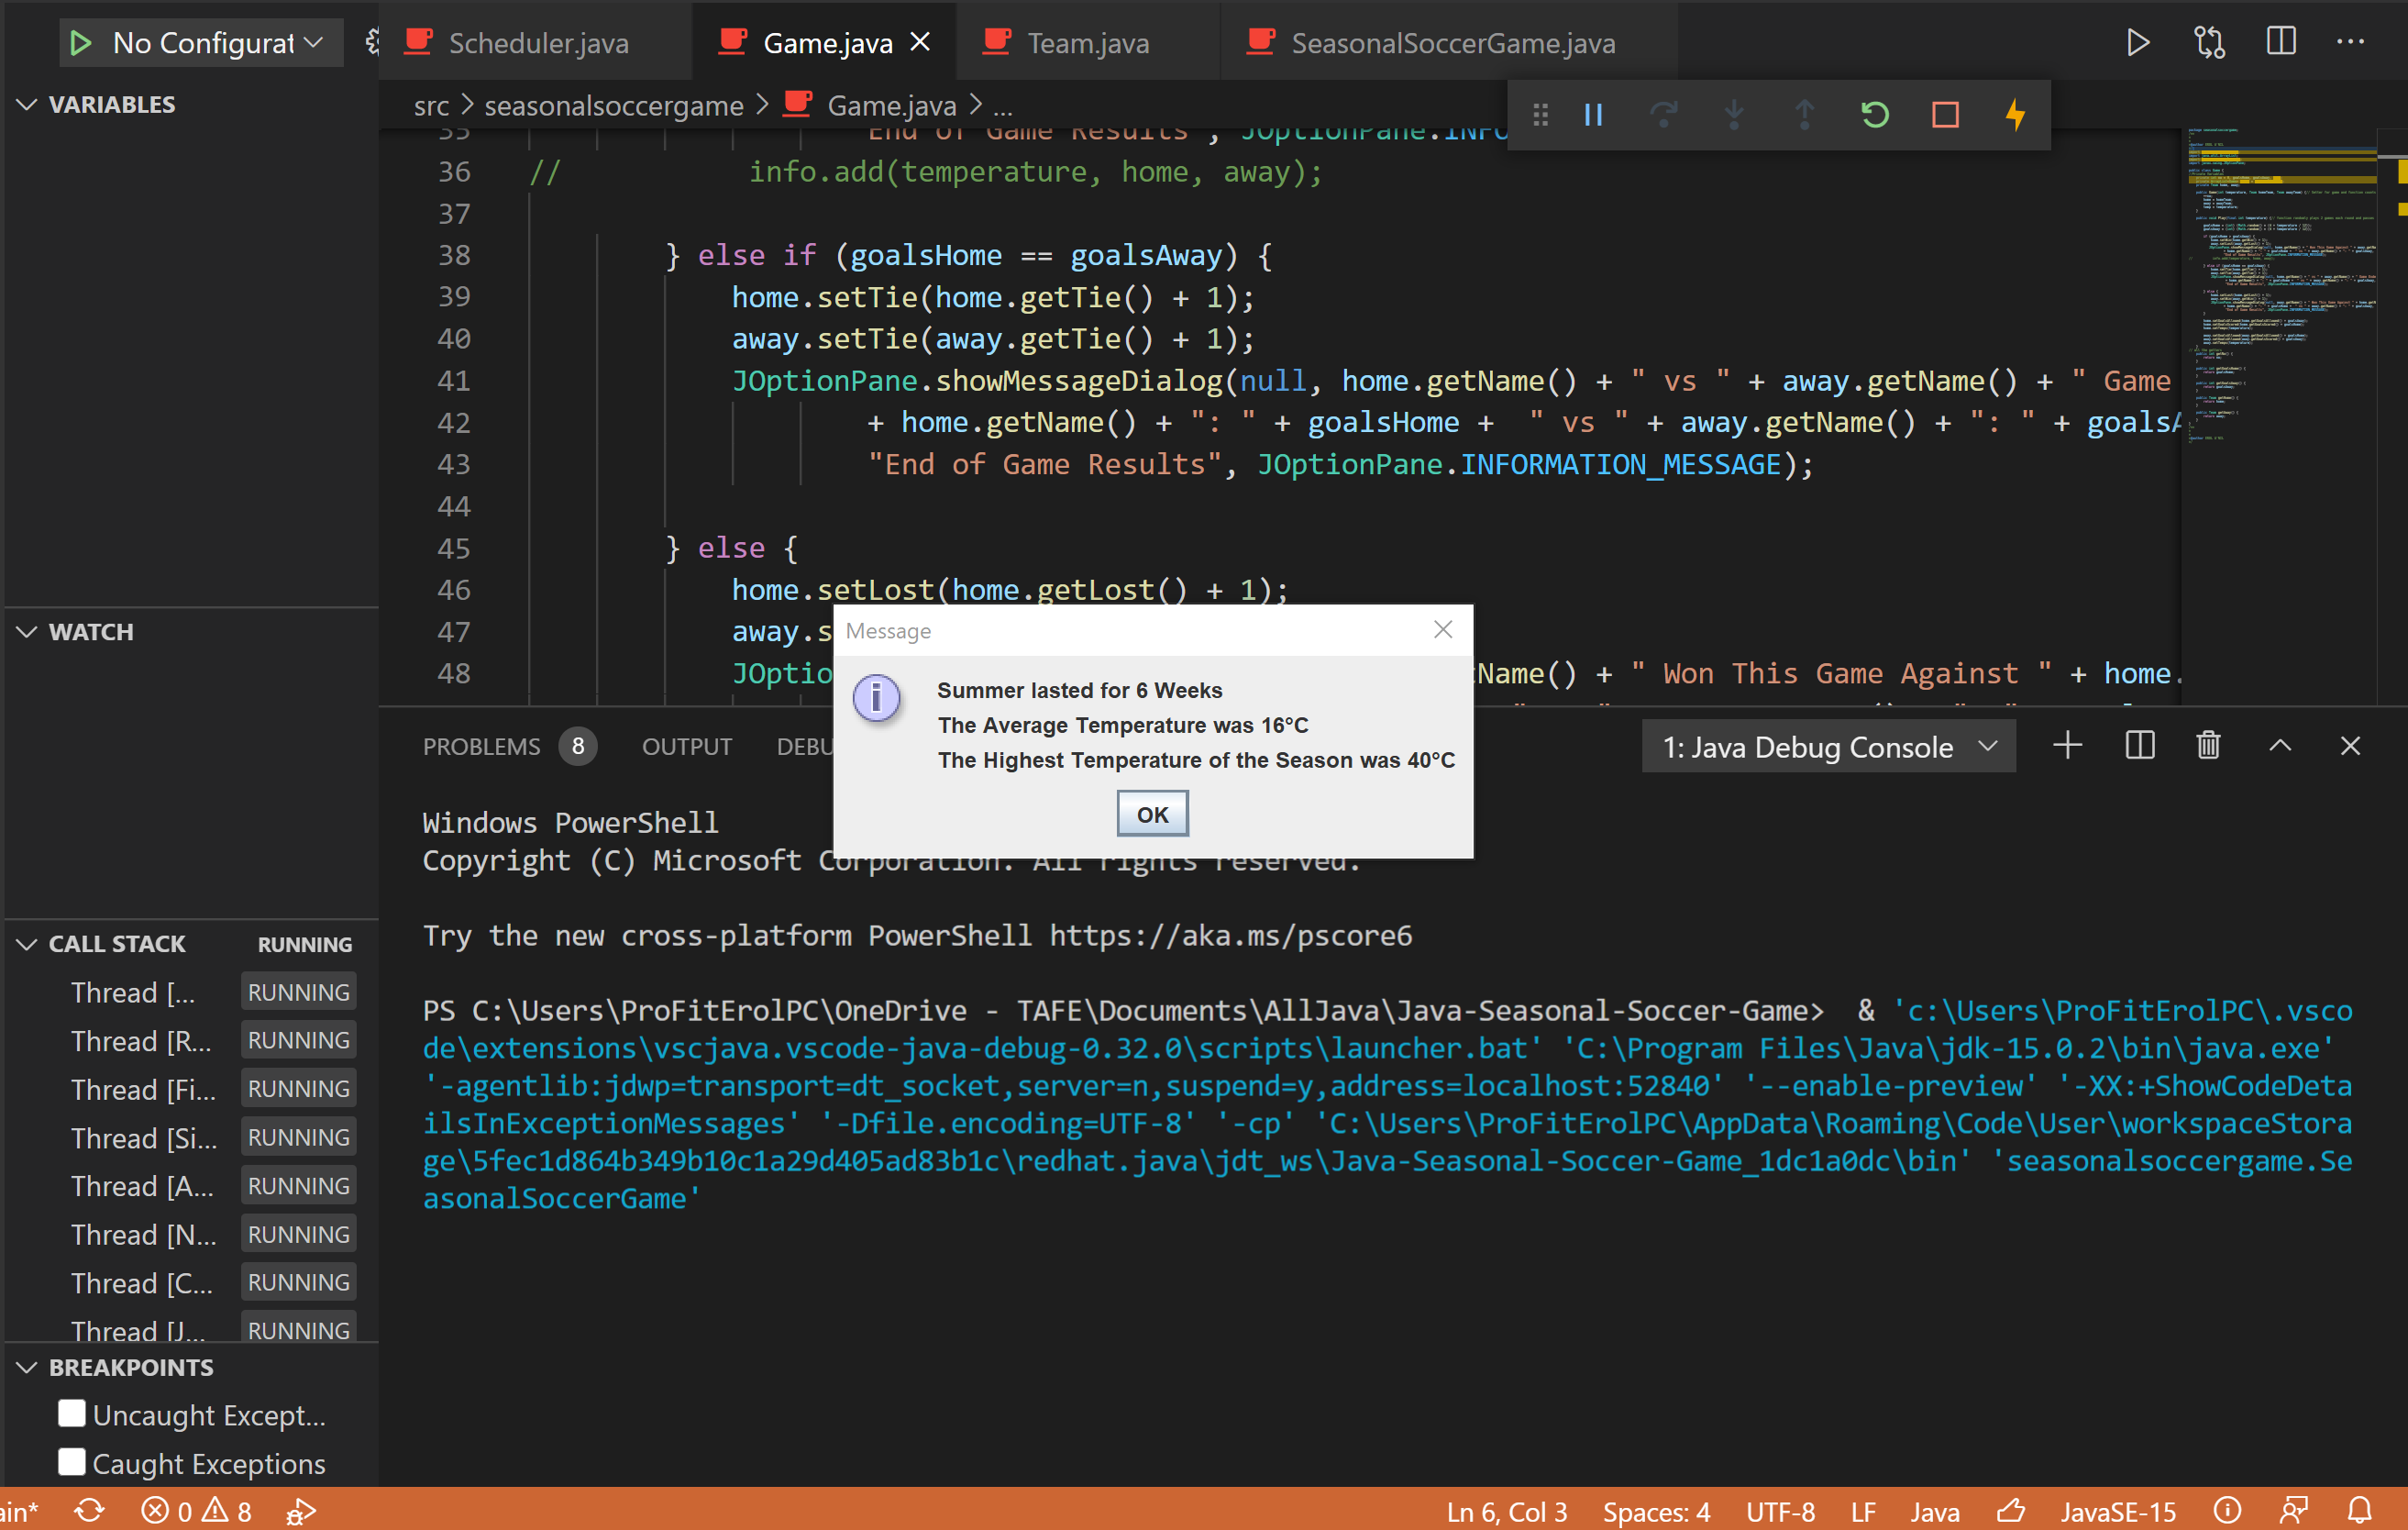 No Configurat
Scheduler.java
Game.java
Team.java
SeasonalSoccerGame.java
VARIABLES
src > seasonalsoccergame > Game.java > ...
35 "End of Game Results", JOptionPane.INFO
36 // info.add(temperature, home, away);
37
38 } else if (goalsHome == goalsAway) {
39 home.setTie(home.getTie() + 1);
40 away.setTie(away.getTie() + 1);
41 JOptionPane.showMessageDialog(null, home.getName() + " vs " + away.getName() + " Game
42 + home.getName() + ": " + goalsHome + " vs " + away.getName() + ": " + goalsA
43 "End of Game Results", JOptionPane.INFORMATION_MESSAGE);
44
45 } else {
46 home.setLost(home.getLost() + 1);
47 away.s
48 JOptio tName() + " Won This Game Against " + home.
WATCH
Message
Summer lasted for 6 Weeks
The Average Temperature was 16°C
The Highest Temperature of the Season was 40°C
OK
PROBLEMS 8 OUTPUT DEBU
1: Java Debug Console
Windows PowerShell
Copyright (C) Microsoft Corporation. All rights reserved.
Try the new cross-platform PowerShell https://aka.ms/pscore6
PS C:\Users\ProFitErolPC\OneDrive - TAFE\Documents\AllJava\Java-Seasonal-Soccer-Game> & 'c:\Users\ProFitErolPC\.vsco
de\extensions\vscjava.vscode-java-debug-0.32.0\scripts\launcher.bat' 'C:\Program Files\Java\jdk-15.0.2\bin\java.exe'
'-agentlib:jdwp=transport=dt_socket,server=n,suspend=y,address=localhost:52840' '--enable-preview' '-XX:+ShowCodeDeta
ilsInExceptionMessages' '-Dfile.encoding=UTF-8' '-cp' 'C:\Users\ProFitErolPC\AppData\Roaming\Code\User\workspaceStora
ge\5fec1d864b349b10c1a29d405ad83b1c\redhat.java\jdt_ws\Java-Seasonal-Soccer-Game_1dc1a0dc\bin' 'seasonalsoccergame.Se
asonalSoccerGame'
CALL STACK RUNNING
Thread [... RUNNING
Thread [R... RUNNING
Thread [Fi... RUNNING
Thread [Si... RUNNING
Thread [A... RUNNING
Thread [N... RUNNING
Thread [C... RUNNING
Thread [J... RUNNING
BREAKPOINTS
Uncaught Except...
Caught Exceptions
ain* 0 8
Ln 6, Col 3 Spaces: 4 UTF-8 LF Java JavaSE-15